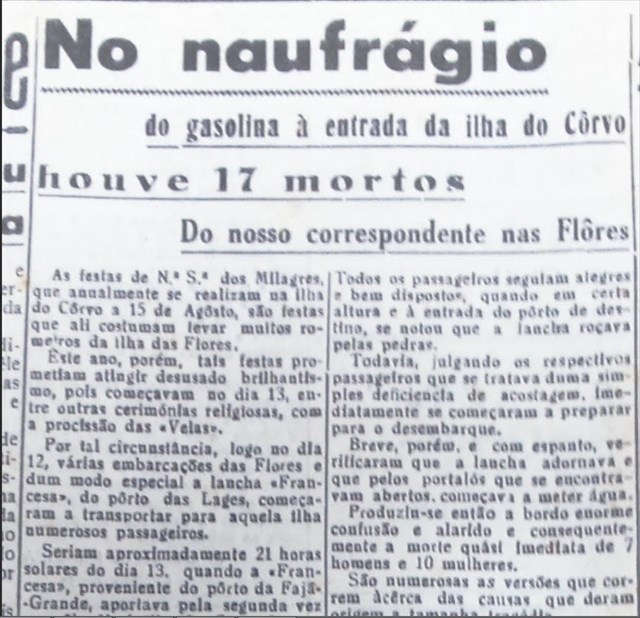 No naufrágio
do gasolina à entrada da ilha do Côrvo
houve 17 mortos
Do nosso correspondente nas Flôres
As festas de N.ª S.ª dos Milagres,
que anualmente se realizam na ilha
do Côrvo a 15 de Agôsto, são festas
que ali costumam levar muitos ro-
meiros da ilha das Flores.
Êste ano, porém, tais festas pro-
metiam atingir desusado brilhantis-
mo, pois começavam no dia 13, en-
tre outras cerimónias religiosas, com
a procissão das «Velas».
Por tal circunstância, logo no dia
12, várias embarcações das Flores e
dum modo especial a lancha «Fran-
cesa», do pôrto das Lages, começa-
ram a transportar para aquela ilha
numerosos passageiros.
Seriam aproximadamente 21 horas
solares do dia 13, quando a «Fran-
cesa», proveniente do pôrto da Fajã-
-Grande, aportava pela segunda vez
Todos os passageiros seguiam alegres
e bem dispostos, quando em certa
altura e à entrada do pôrto de des-
tino, se notou que a lancha roçava
pelas pedras.
Todavia, julgando os respectivos
passageiros que se tratava duma sim-
ples deficiencia de acostagem, ime-
diatamente se começaram a preparar
para o desembarque.
Breve, porém, e com espanto, ve-
rificaram que a lancha adornava e
que pelos portalós que se encontra-
vam abertos, começava a meter água.
Produziu-se então a bordo enorme
confusão e alarido e consequente-
mente a morte quási imediata de 7
homens e 10 mulheres.
São numerosas as versões que cor-
rem àcêrca das causas que deram
origem a tamanha tragédia